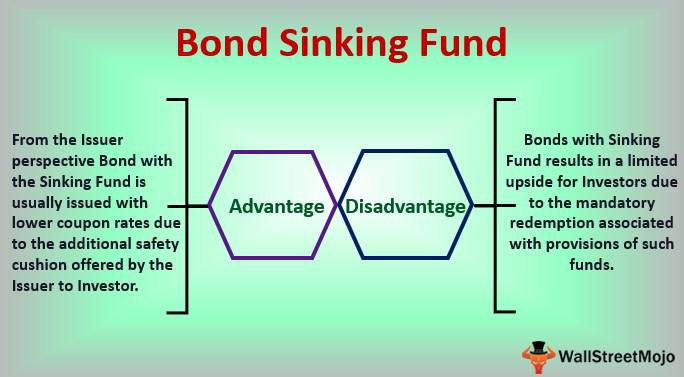 Bond Sinking Fund
From the Issuer
perspective Bond with
the Sinking Fund is
usually issued with
lower coupon rates due
to the additional safety
cushion offered by the
Issuer to Investor.
Advantage
Disadvantage
Bonds with Sinking
Fund results in a limited
upside for Investors due
to the mandatory
redemption associated
with provisions of such
funds.
WallStreetMojo